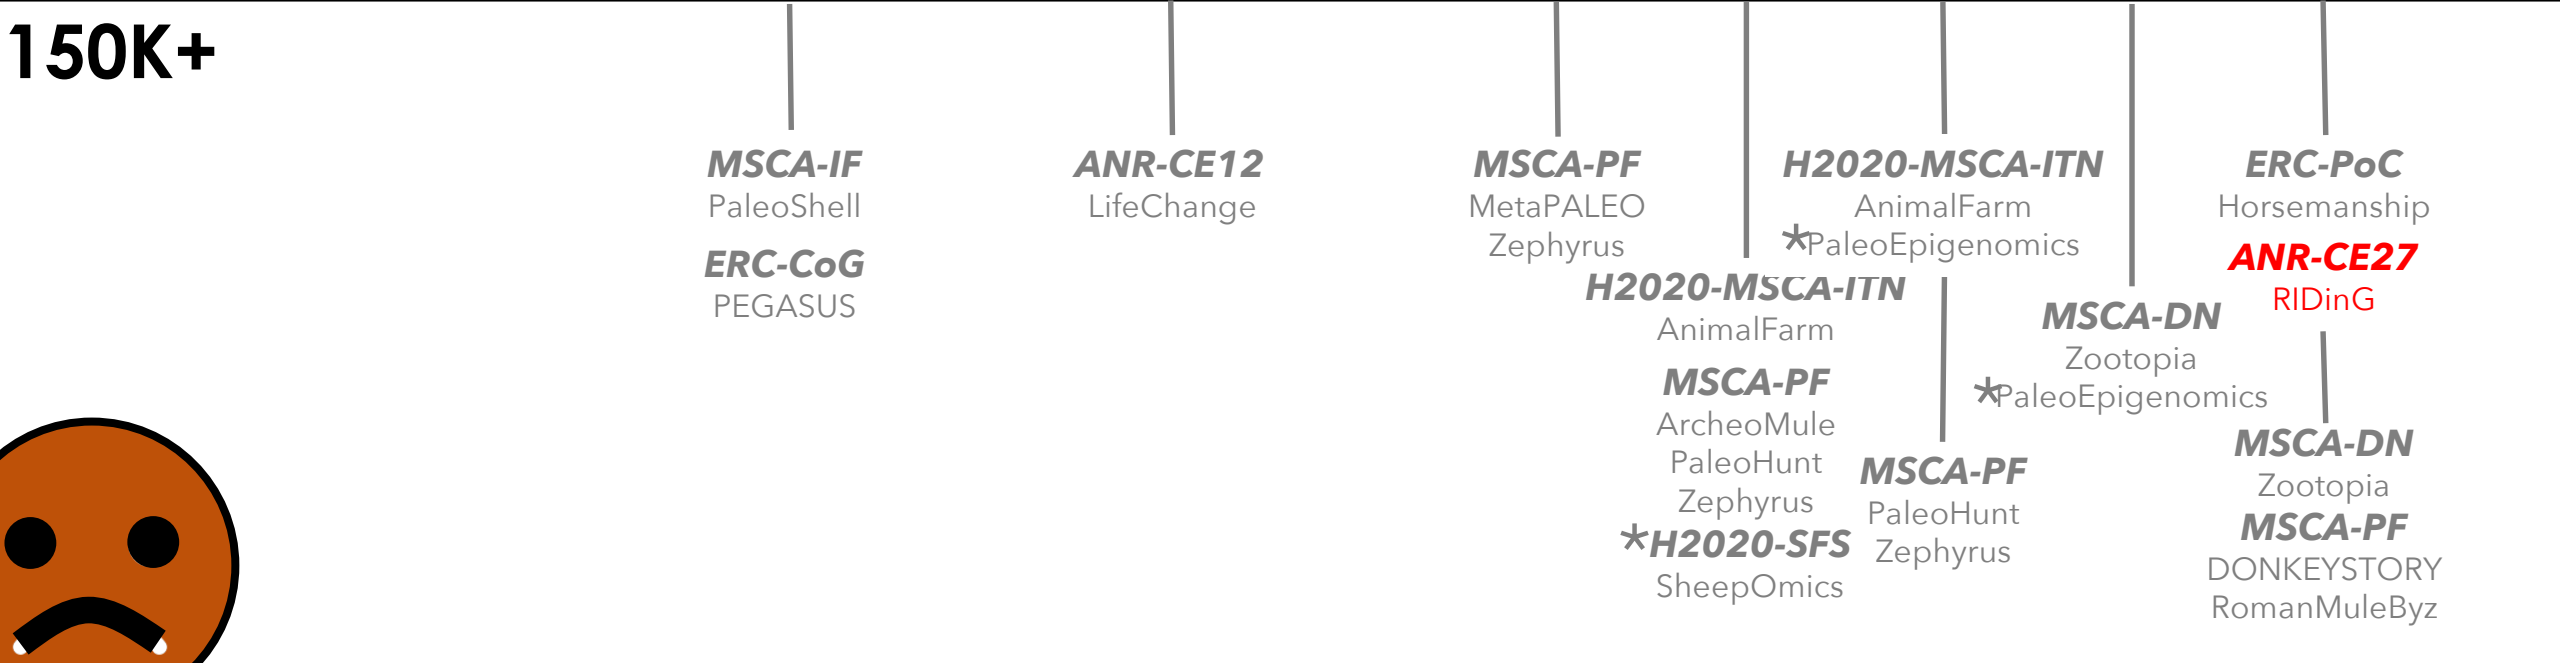 150K+
MSCA-IF
PaleoShell
ERC-CoG
PEGASUS
ANR-CE12
LifeChange
MSCA-PF
MetaPALEO
Zephyrus
H2020-MSCA-ITN
AnimalFarm
MSCA-PF
ArcheoMule
PaleoHunt
Zephyrus
*H2020-SFS
SheepOmics
H2020-MSCA-ITN
AnimalFarm
*PaleoEpigenomics
MSCA-PF
PaleoHunt
Zephyrus
MSCA-DN
Zootopia
*PaleoEpigenomics
ERC-PoC
Horsemanship
ANR-CE27
RIDinG
MSCA-DN
Zootopia
MSCA-PF
DONKEYSTORY
RomanMuleByz